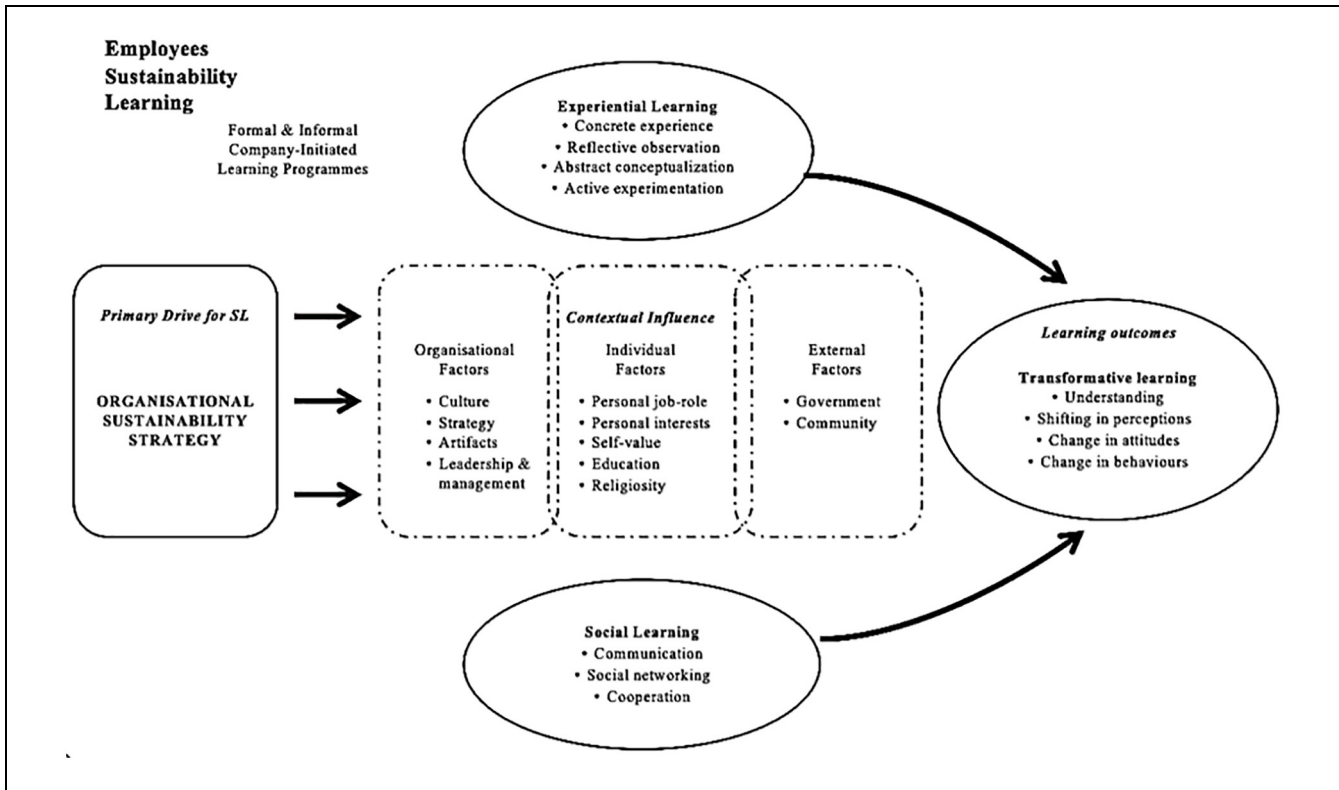 Employees
Sustainability
Learning
Formal & Informal
Company-Initiated
Learning Programmes
Experiential Learning
• Concrete experience
• Reflective observation
• Abstract conceptualization
• Active experimentation
Primary Drive for SL
ORGANISATIONAL
SUSTAINABILITY
STRATEGY
Contextual Influence
Organisational
Factors
• Culture
• Strategy
• Artifacts
• Leadership &
management
Individual
Factors
• Personal job-role
• Personal interests
• Self-value
• Education
• Religiosity
External
Factors
• Government
• Community
Learning outcomes
Transformative learning
• Understanding
• Shifting in perceptions
• Change in attitudes
• Change in behaviours
Social Learning
• Communication
• Social networking
• Cooperation